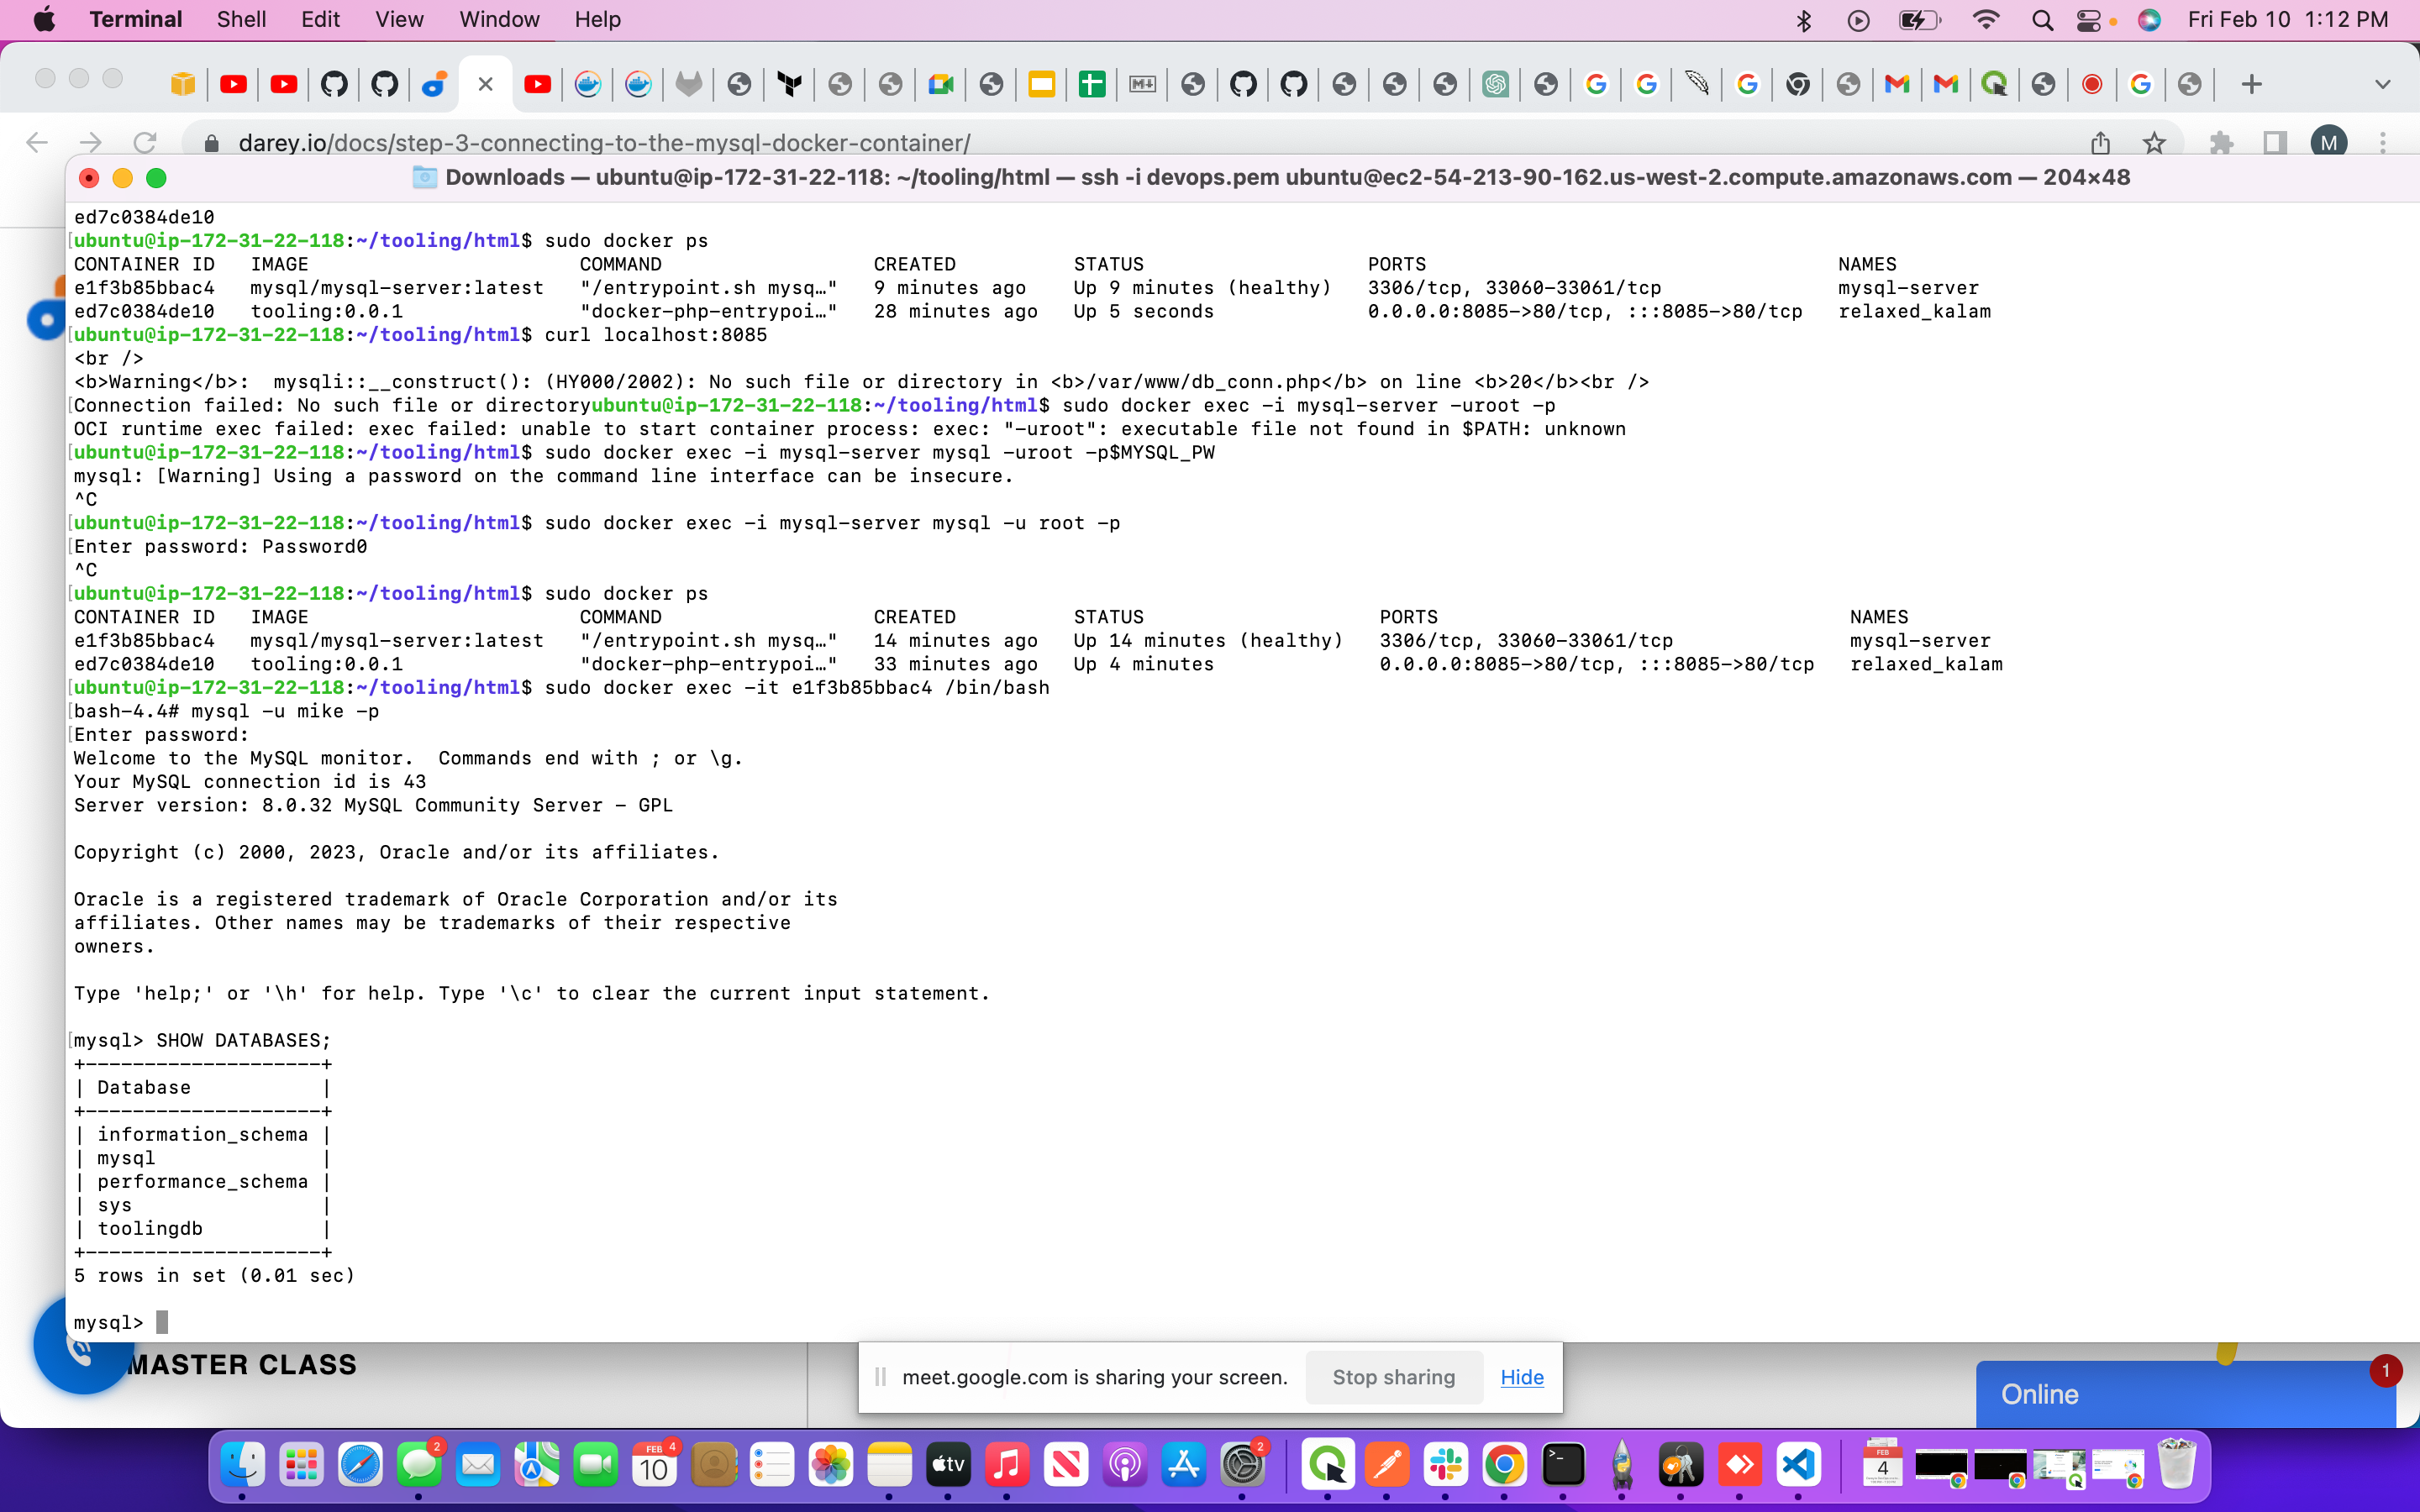 Terminal Shell Edit View Window Help Fri Feb 10 1:12 PM
darey.io/docs/step-3-connecting-to-the-mysql-docker-container/ M
Downloads — ubuntu@ip-172-31-22-118: ~/tooling/html — ssh -i devops.pem ubuntu@ec2-54-213-90-162.us-west-2.compute.amazonaws.com — 204×48
ed7c0384de10
[ubuntu@ip-172-31-22-118:~/tooling/html$ sudo docker ps
CONTAINER ID   IMAGE                       COMMAND                  CREATED          STATUS                   PORTS                                   NAMES
e1f3b85bbac4   mysql/mysql-server:latest   "/entrypoint.sh mysq…"   9 minutes ago    Up 9 minutes (healthy)   3306/tcp, 33060-33061/tcp               mysql-server
ed7c0384de10   tooling:0.0.1               "docker-php-entrypoi…"   28 minutes ago   Up 5 seconds             0.0.0.0:8085->80/tcp, :::8085->80/tcp   relaxed_kalam
[ubuntu@ip-172-31-22-118:~/tooling/html$ curl localhost:8085
<br />
<b>Warning</b>:  mysqli::__construct(): (HY000/2002): No such file or directory in <b>/var/www/db_conn.php</b> on line <b>20</b><br />
[Connection failed: No such file or directoryubuntu@ip-172-31-22-118:~/tooling/html$ sudo docker exec -i mysql-server -uroot -p
OCI runtime exec failed: exec failed: unable to start container process: exec: "-uroot": executable file not found in $PATH: unknown
[ubuntu@ip-172-31-22-118:~/tooling/html$ sudo docker exec -i mysql-server mysql -uroot -p$MYSQL_PW
mysql: [Warning] Using a password on the command line interface can be insecure.
^C
[ubuntu@ip-172-31-22-118:~/tooling/html$ sudo docker exec -i mysql-server mysql -u root -p
[Enter password: Password0
^C
[ubuntu@ip-172-31-22-118:~/tooling/html$ sudo docker ps
CONTAINER ID   IMAGE                       COMMAND                  CREATED          STATUS                    PORTS                                   NAMES
e1f3b85bbac4   mysql/mysql-server:latest   "/entrypoint.sh mysq…"   14 minutes ago   Up 14 minutes (healthy)   3306/tcp, 33060-33061/tcp               mysql-server
ed7c0384de10   tooling:0.0.1               "docker-php-entrypoi…"   33 minutes ago   Up 4 minutes              0.0.0.0:8085->80/tcp, :::8085->80/tcp   relaxed_kalam
[ubuntu@ip-172-31-22-118:~/tooling/html$ sudo docker exec -it e1f3b85bbac4 /bin/bash
[bash-4.4# mysql -u mike -p
[Enter password:
Welcome to the MySQL monitor.  Commands end with ; or \g.
Your MySQL connection id is 43
Server version: 8.0.32 MySQL Community Server - GPL
Copyright (c) 2000, 2023, Oracle and/or its affiliates.
Oracle is a registered trademark of Oracle Corporation and/or its
affiliates. Other names may be trademarks of their respective
owners.
Type 'help;' or '\h' for help. Type '\c' to clear the current input statement.
[mysql> SHOW DATABASES;
+--------------------+
| Database           |
+--------------------+
| information_schema |
| mysql              |
| performance_schema |
| sys                |
| toolingdb          |
+--------------------+
5 rows in set (0.01 sec)
mysql>
MASTER CLASS
meet.google.com is sharing your screen. Stop sharing Hide
1
Online
2 FEB 10 4 tv 2 FEB 4